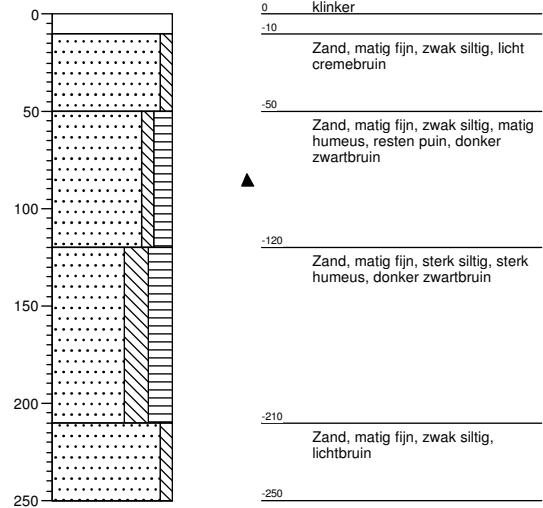 0
50
100
150
200
250
0
klinker
-10
Zand, matig fijn, zwak siltig, licht
cremebruin
-50
Zand, matig fijn, zwak siltig, matig
humeus, resten puin, donker
zwartbruin
-120
Zand, matig fijn, sterk siltig, sterk
humeus, donker zwartbruin
-210
Zand, matig fijn, zwak siltig,
lichtbruin
-250